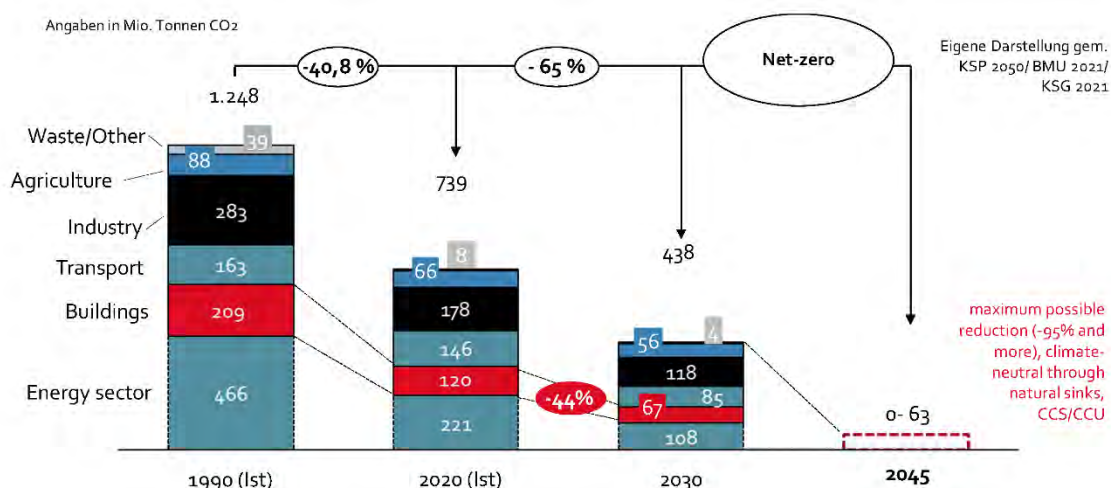 Angaben in Mio. Tonnen CO2
Eigene Darstellung gem.
KSP 2050/ BMU 2021/
KSG 2021
-40,8 %
- 65 %
Net-zero
1.248
739
438
0- 63
Waste/Other
Agriculture
Industry
Transport
Buildings
Energy sector
39
88
283
163
209
466
8
66
178
146
120
221
-44%
4
56
118
85
67
108
maximum possible
reduction (-95% and
more), climate-
neutral through
natural sinks,
CCS/CCU
1990 (Ist)
2020 (Ist)
2030
2045